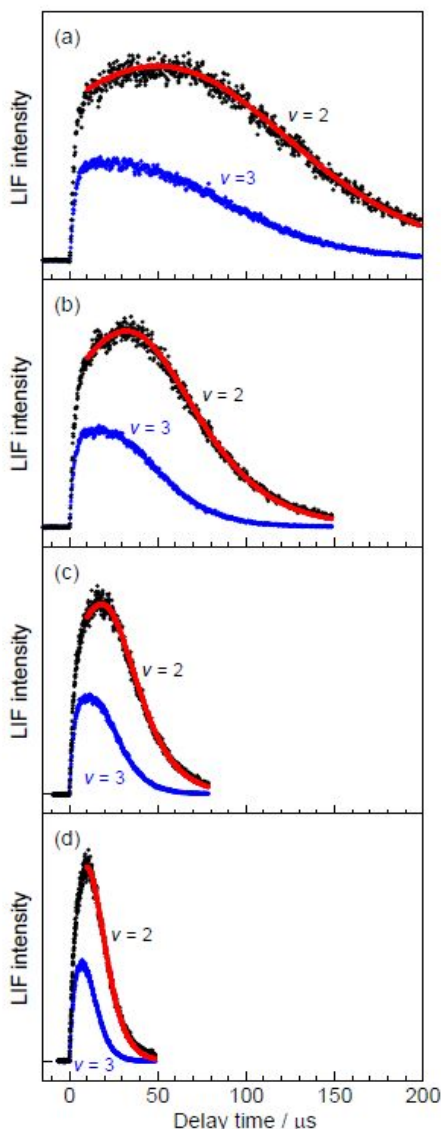 (a)
LIF intensity
v = 2
v =3
(b)
LIF intensity
v = 2
v = 3
(c)
LIF intensity
v = 2
v = 3
(d)
LIF intensity
v = 2
v = 3
0 50 100 150 200
Delay time / μs